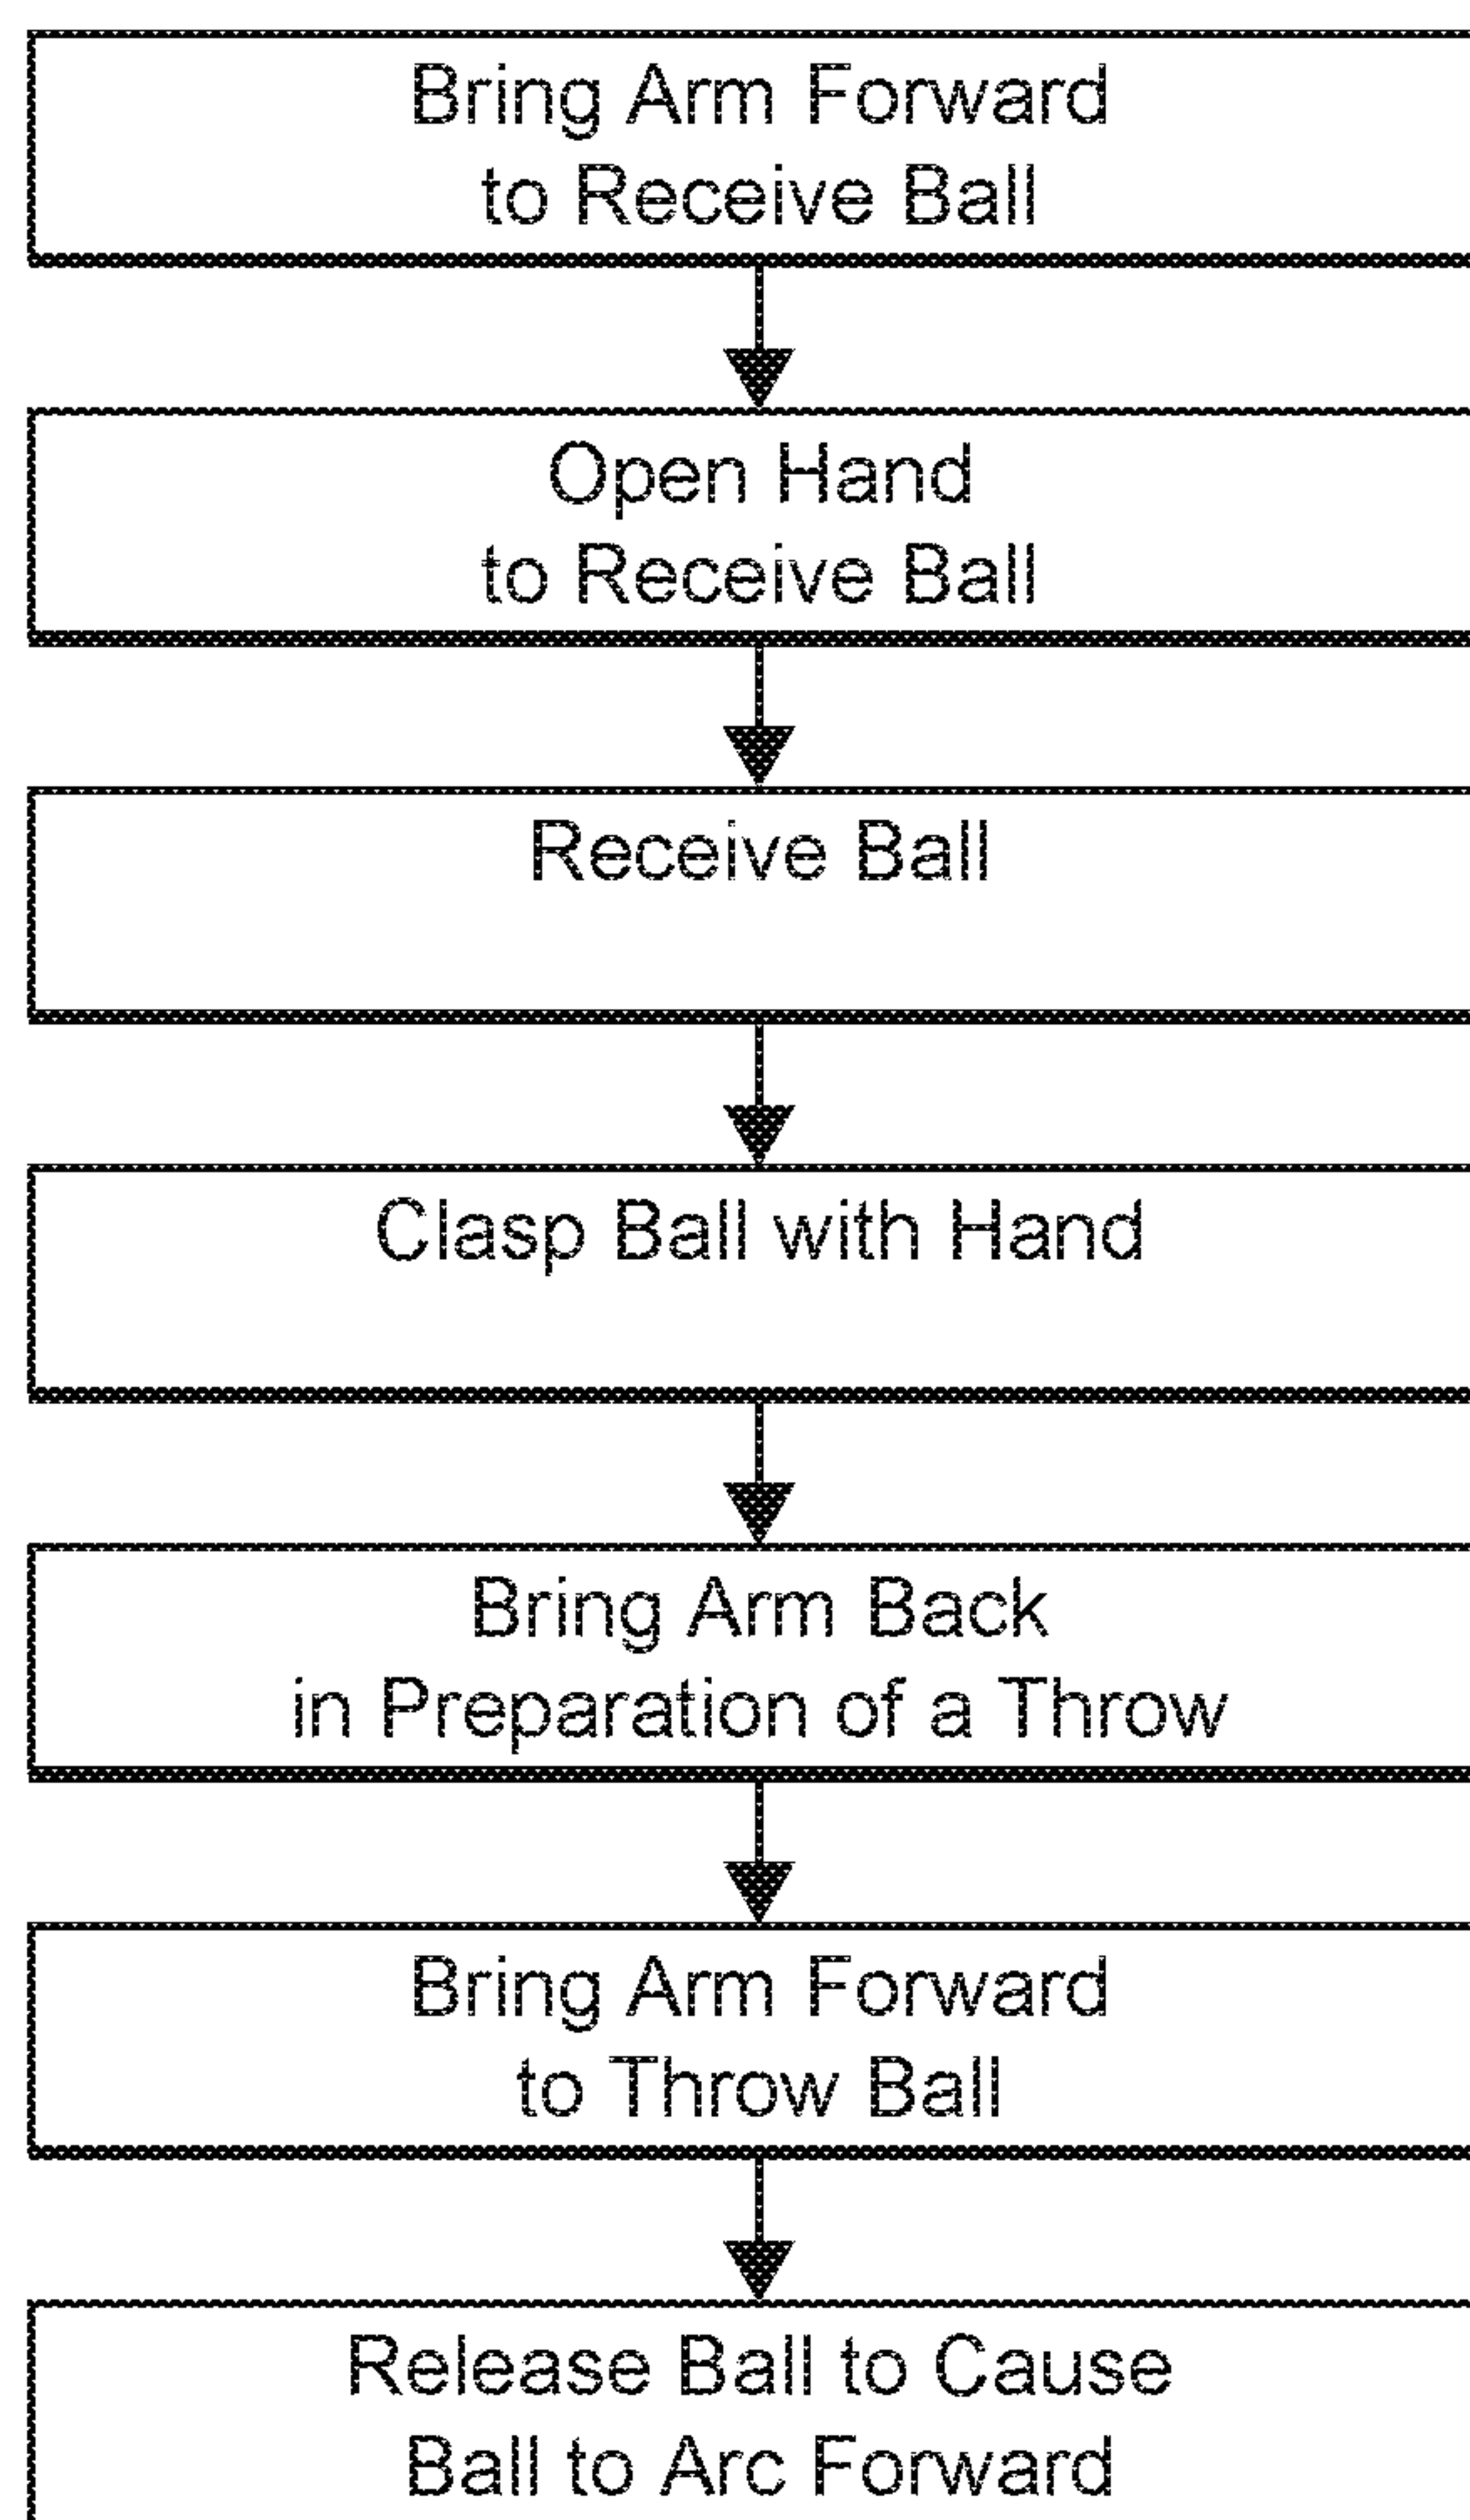 Bring Arm Forward
to Receive Ball
Open Hand
to Receive Ball
Receive Ball
Clasp Ball with Hand
Bring Arm Back
in Preparation of a Throw
Bring Arm Forward
to Throw Ball
Release Ball to Cause
Ball to Arc Forward